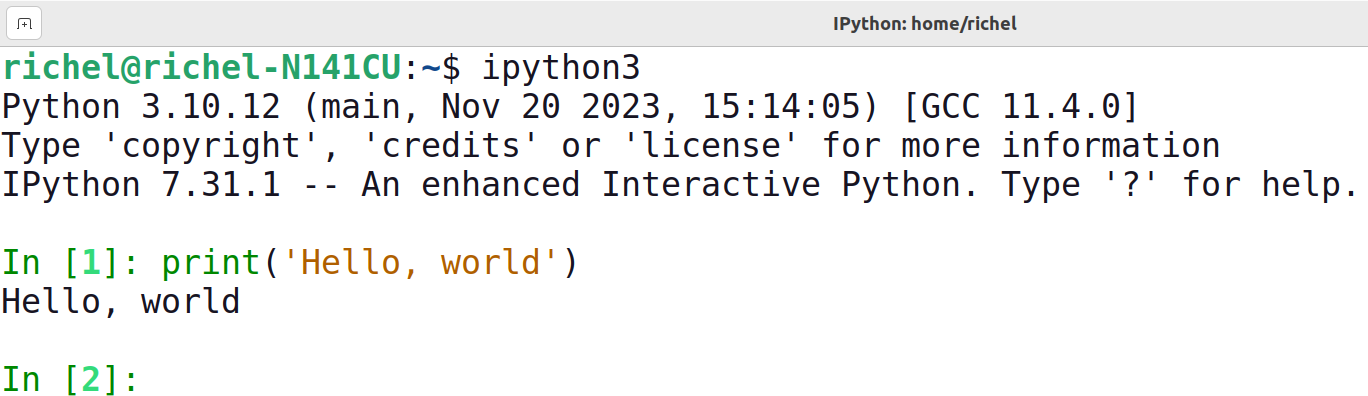 IPython: home/richel
richel@richel-N141CU:~$ ipython3
Python 3.10.12 (main, Nov 20 2023, 15:14:05) [GCC 11.4.0]
Type 'copyright', 'credits' or 'license' for more information
IPython 7.31.1 -- An enhanced Interactive Python. Type '?' for help.
In [1]: print('Hello, world')
Hello, world
In [2]: